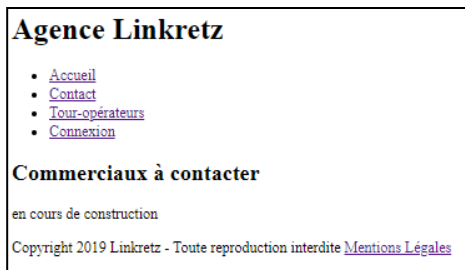 Agence Linkretz
Accueil
Contact
Tour-opérateurs
Connexion
Commerciaux à contacter
en cours de construction
Copyright 2019 Linkretz - Toute reproduction interdite Mentions Légales